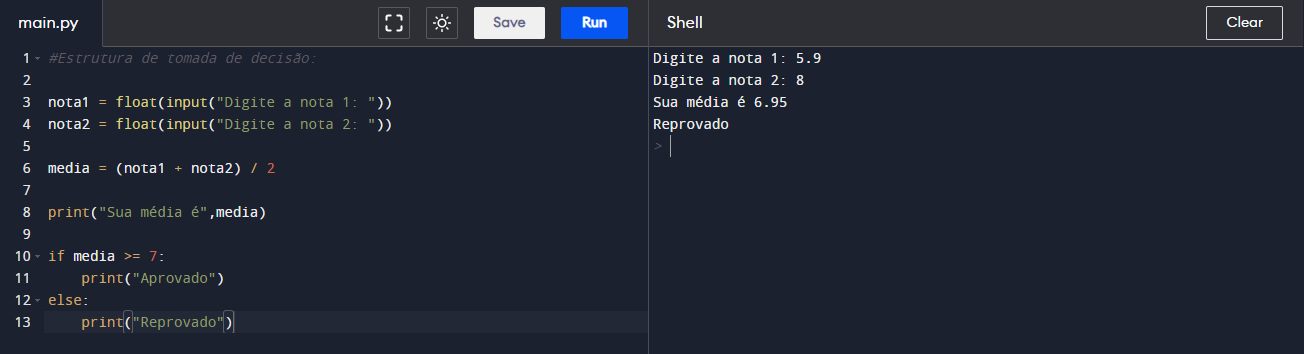 main.py
Save
Run
Shell
Clear
1 #Estrutura de tomada de decisão:
2
3 nota1 = float(input("Digite a nota 1: "))
4 nota2 = float(input("Digite a nota 2: "))
5
6 media = (nota1 + nota2) / 2
7
8 print("Sua média é",media)
9
10 if media >= 7:
11     print("Aprovado")
12 else:
13     print("Reprovado")
Digite a nota 1: 5.9
Digite a nota 2: 8
Sua média é 6.95
Reprovado
>